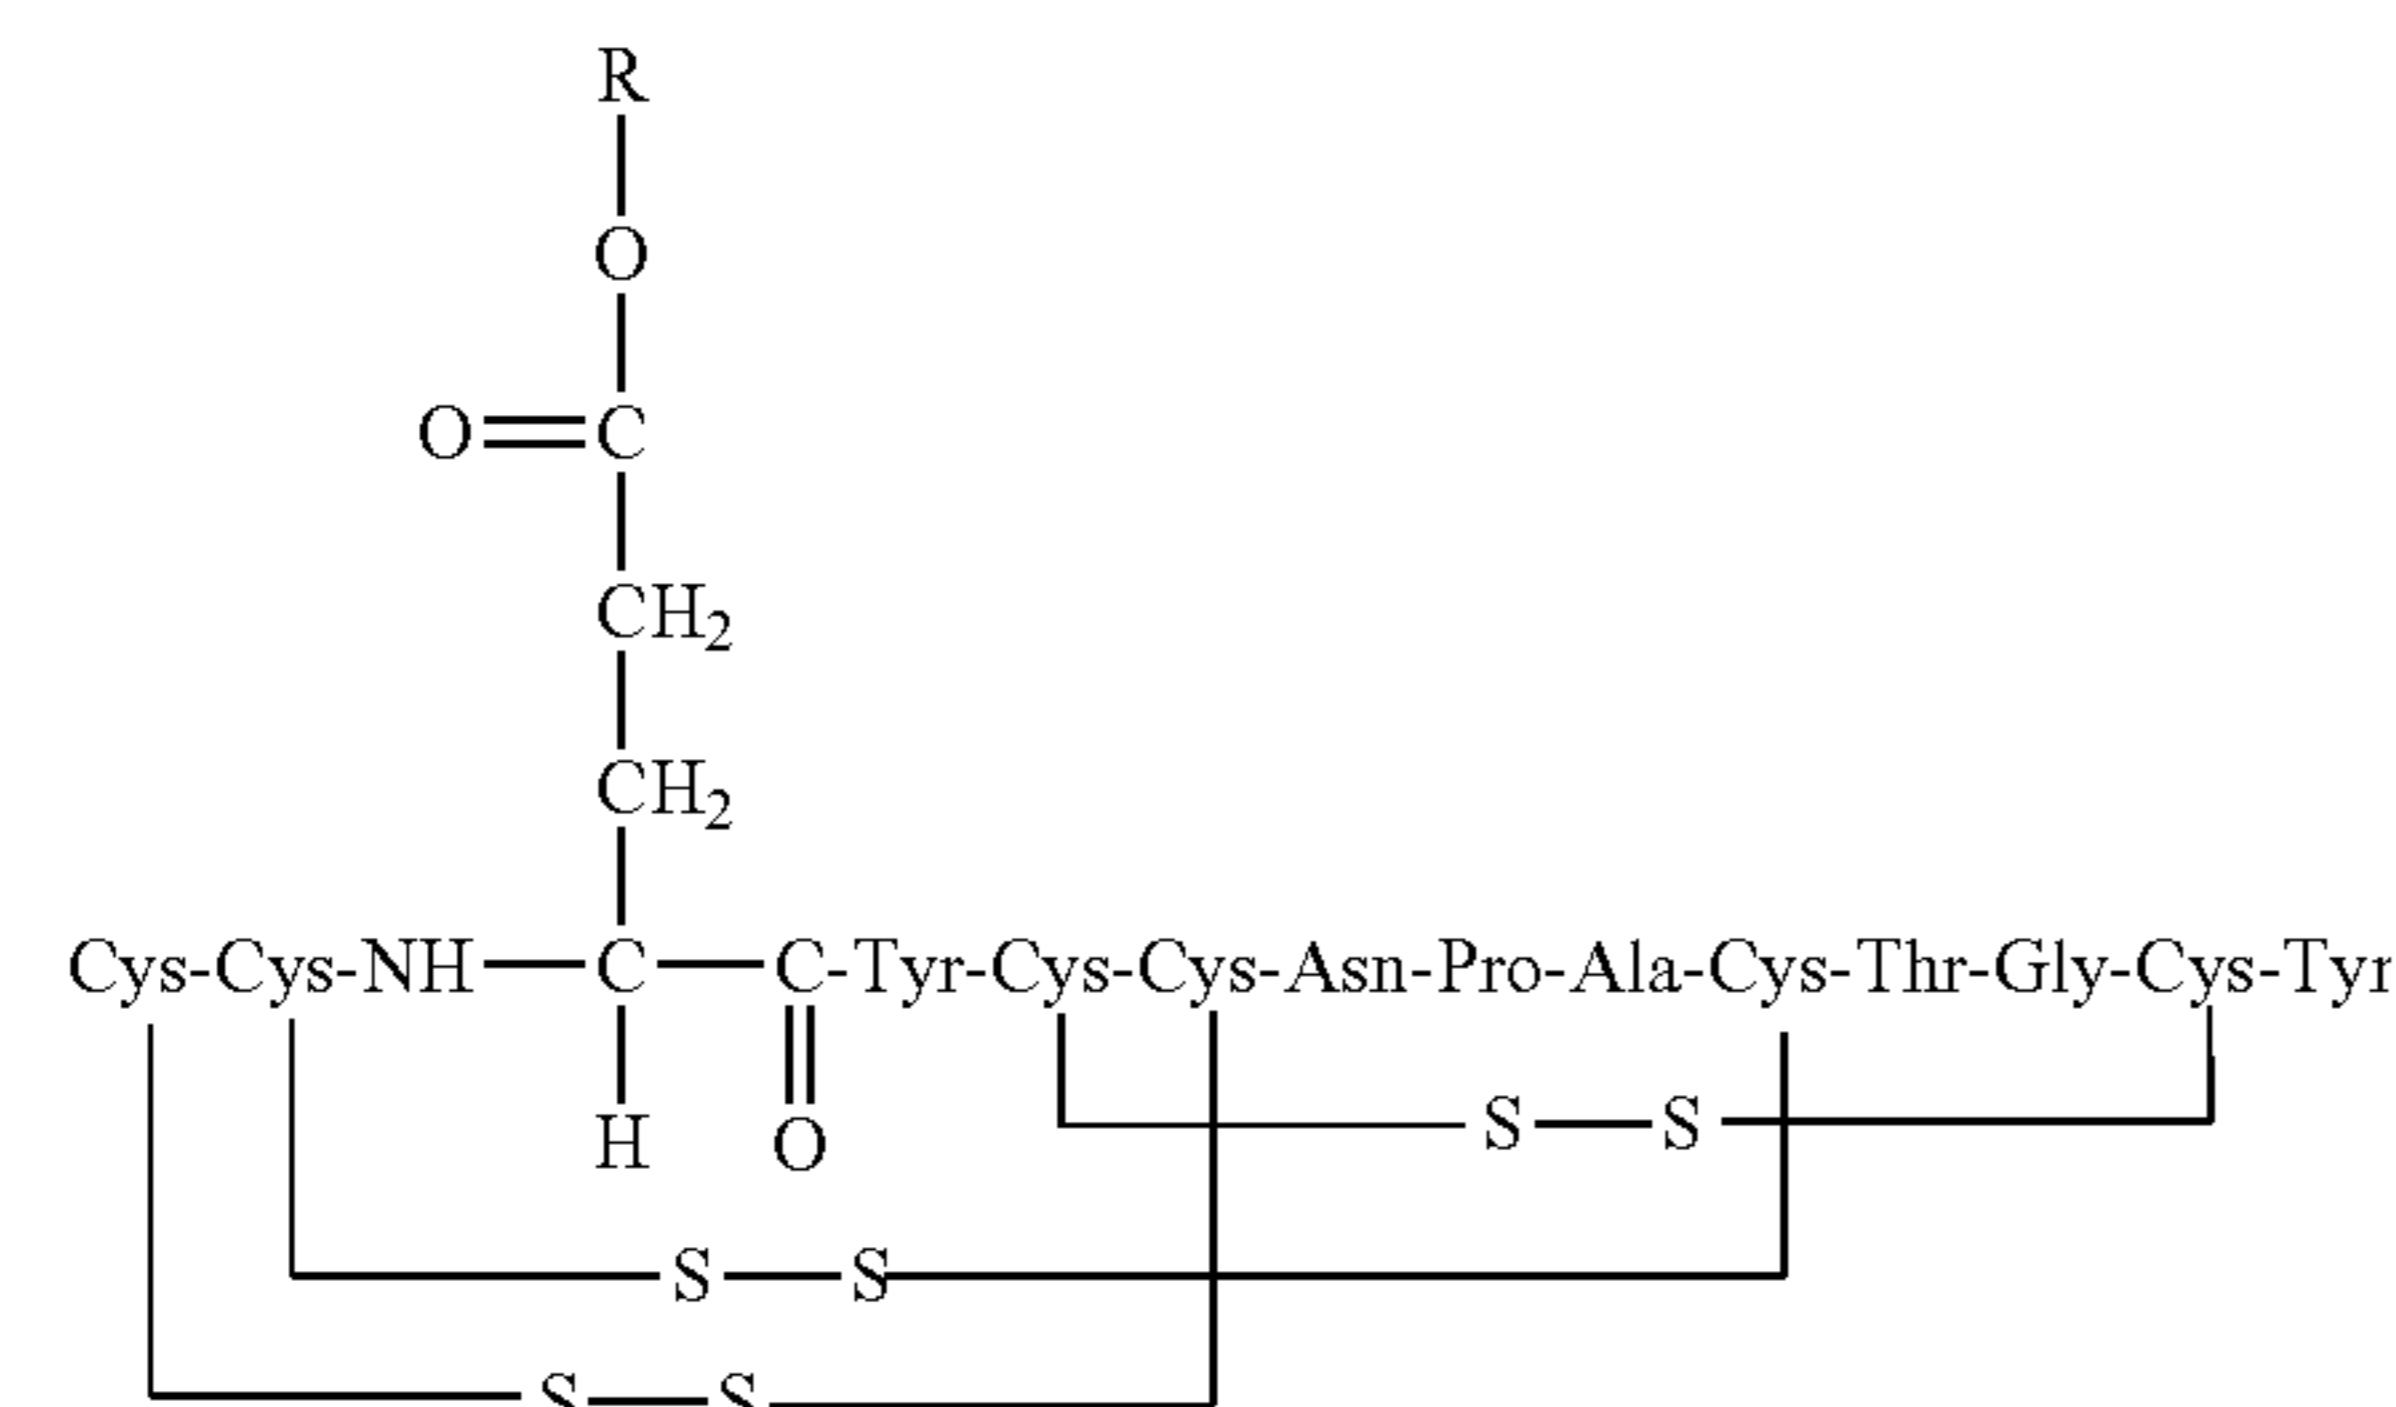 R
O
O C
CH2
CH2
Cys-Cys-NH C C-Tyr-Cys-Cys-Asn-Pro-Ala-Cys-Thr-Gly-Cys-Tyr
S S
H O
S S
S S